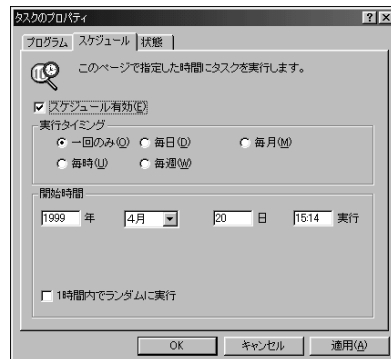 タスクのプロパティ
プログラム スケジュール 状態
このページで指定した時間にタスクを実行します。
スケジュール有効(E)
実行タイミング
一回のみ(O) 毎日(D) 毎月(M)
毎時(U) 毎週(W)
開始時間
1999 年 4月 20 日 15:14 実行
1時間内でランダムに実行
OK キャンセル 適用(A)